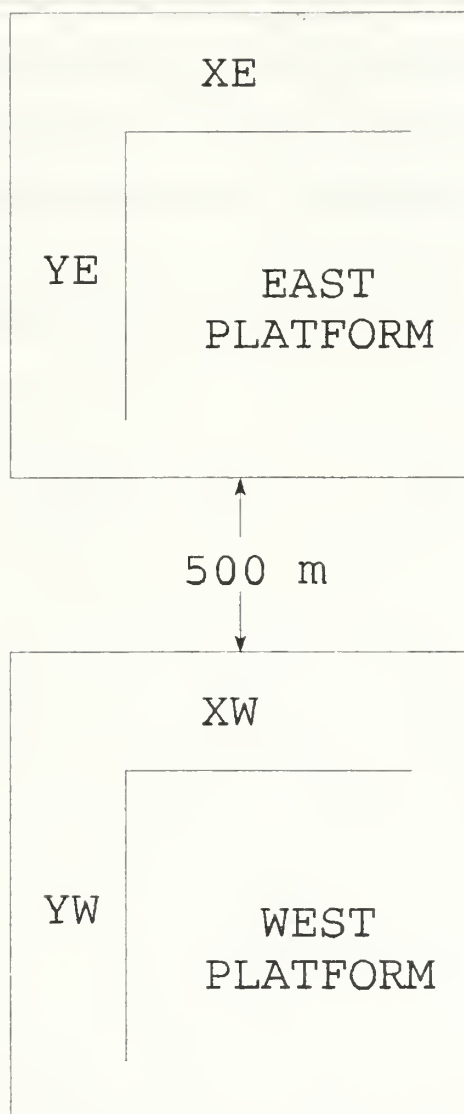 XE
YE
EAST
PLATFORM
500 m
XW
YW
WEST
PLATFORM